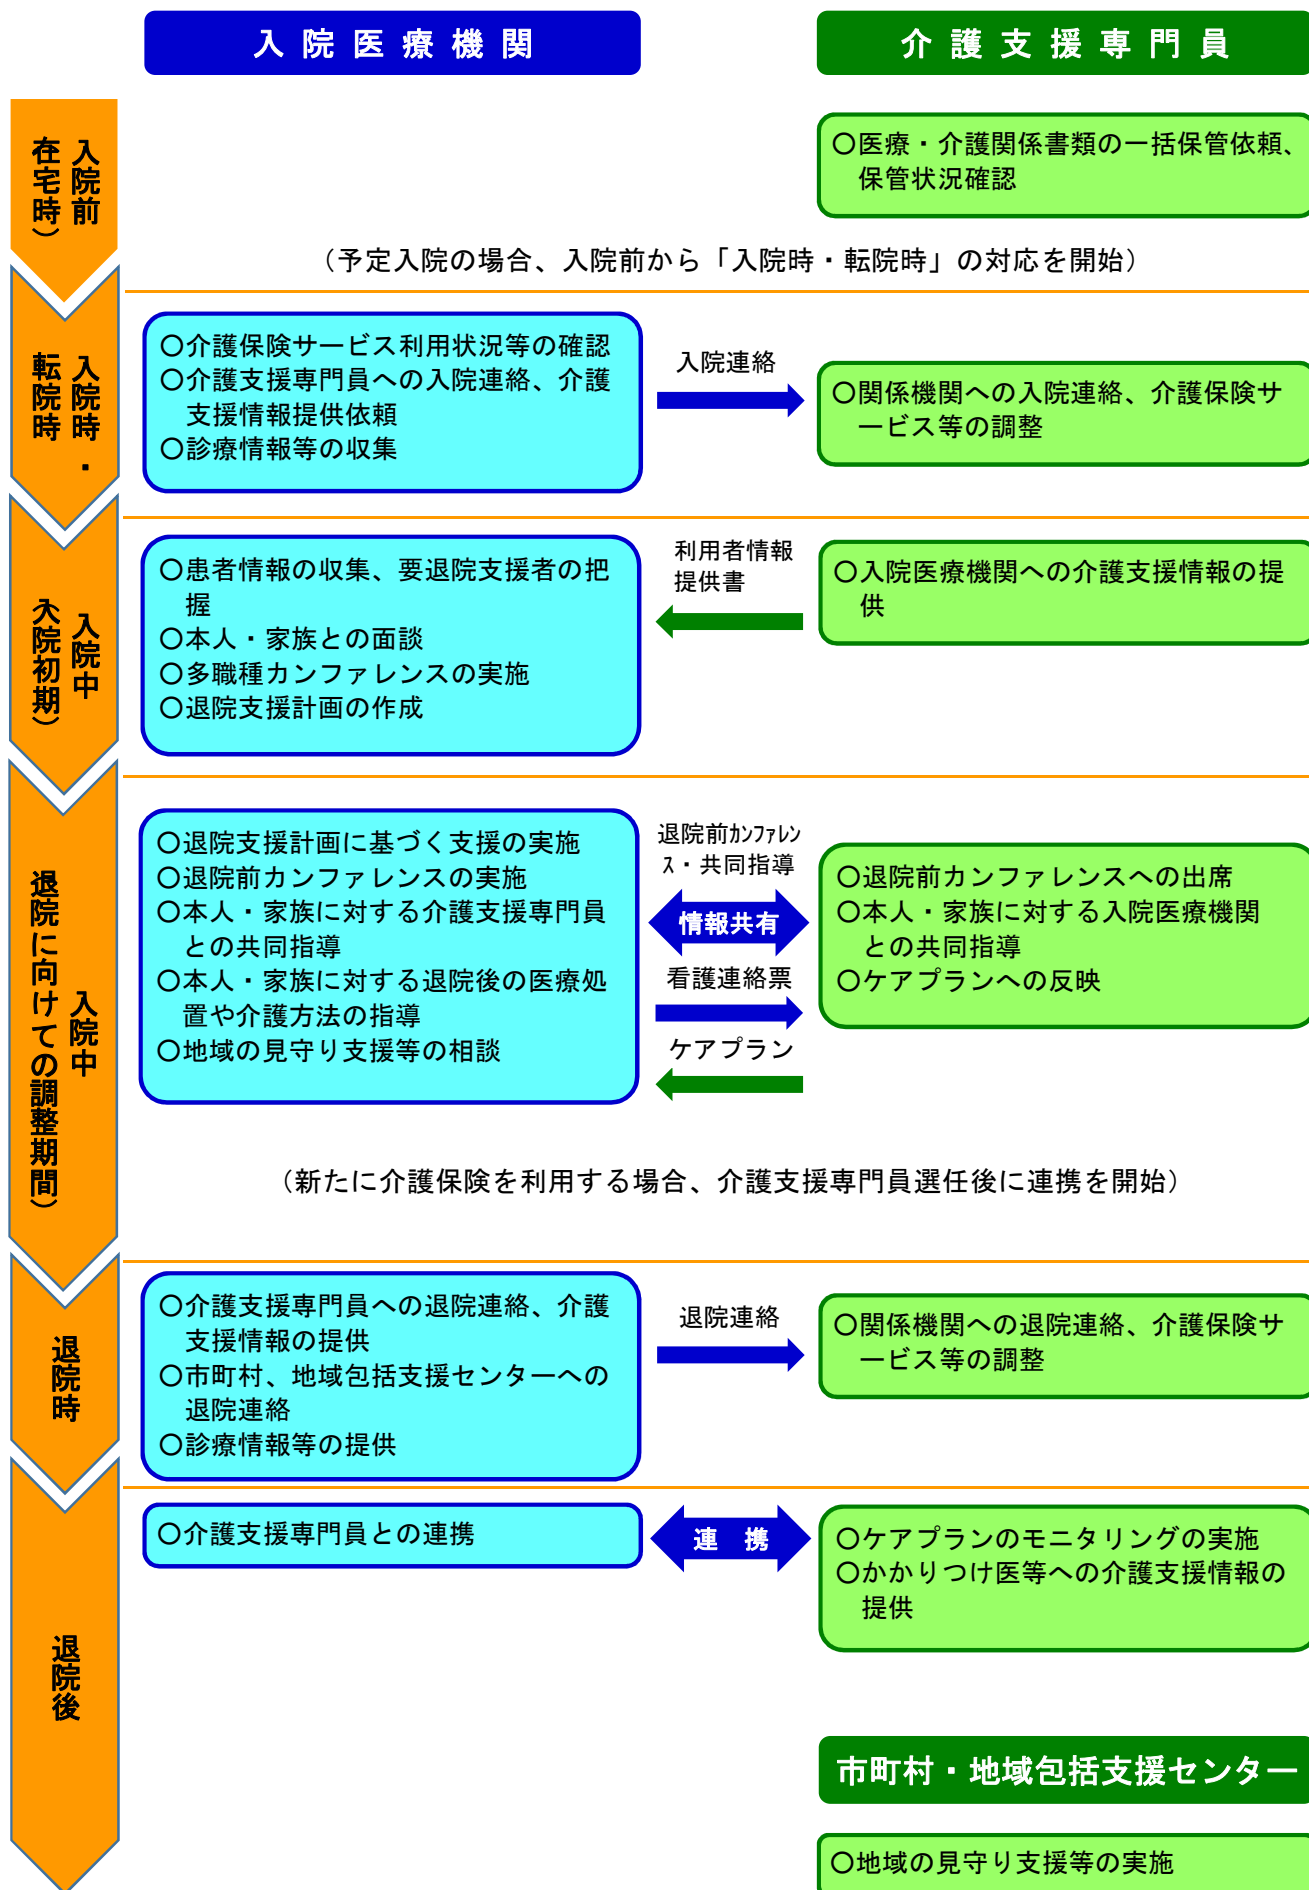 入院医療機関
介護支援専門員
入院前
在宅時）
○医療・介護関係書類の一括保管依頼、
保管状況確認
（予定入院の場合、入院前から「入院時・転院時」の対応を開始）
入院時・
転院時
○介護保険サービス利用状況等の確認
○介護支援専門員への入院連絡、介護
支援情報提供依頼
○診療情報等の収集
入院連絡
○関係機関への入院連絡、介護保険サ
ービス等の調整
入院中
（入院初期）
○患者情報の収集、要退院支援者の把
握
○本人・家族との面談
○多職種カンファレンスの実施
○退院支援計画の作成
利用者情報
提供書
○入院医療機関への介護支援情報の提
供
入院中
退院に向けての調整期間）
○退院支援計画に基づく支援の実施
○退院前カンファレンスの実施
○本人・家族に対する介護支援専門員
との共同指導
○本人・家族に対する退院後の医療処
置や介護方法の指導
○地域の見守り支援等の相談
退院前ｶﾝﾌｧﾚﾝ
ｽ・共同指導
情報共有
看護連絡票
ケアプラン
○退院前カンファレンスへの出席
○本人・家族に対する入院医療機関
との共同指導
○ケアプランへの反映
（新たに介護保険を利用する場合、介護支援専門員選任後に連携を開始）
退院時
○介護支援専門員への退院連絡、介護
支援情報の提供
○市町村、地域包括支援センターへの
退院連絡
○診療情報等の提供
退院連絡
○関係機関への退院連絡、介護保険サ
ービス等の調整
退院後
○介護支援専門員との連携
連携
○ケアプランのモニタリングの実施
○かかりつけ医等への介護支援情報の
提供
市町村・地域包括支援センター
○地域の見守り支援等の実施